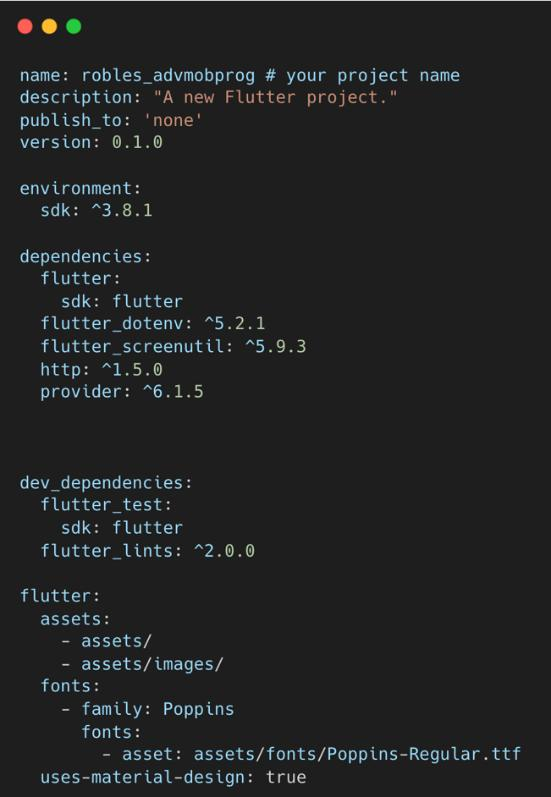 name: robles_advmobprog # your project name
description: "A new Flutter project."
publish_to: 'none'
version: 0.1.0
environment:
  sdk: ^3.8.1
dependencies:
  flutter:
    sdk: flutter
  flutter_dotenv: ^5.2.1
  flutter_screenutil: ^5.9.3
  http: ^1.5.0
  provider: ^6.1.5
dev_dependencies:
  flutter_test:
    sdk: flutter
  flutter_lints: ^2.0.0
flutter:
  assets:
    - assets/
    - assets/images/
  fonts:
    - family: Poppins
      fonts:
        - asset: assets/fonts/Poppins-Regular.ttf
  uses-material-design: true